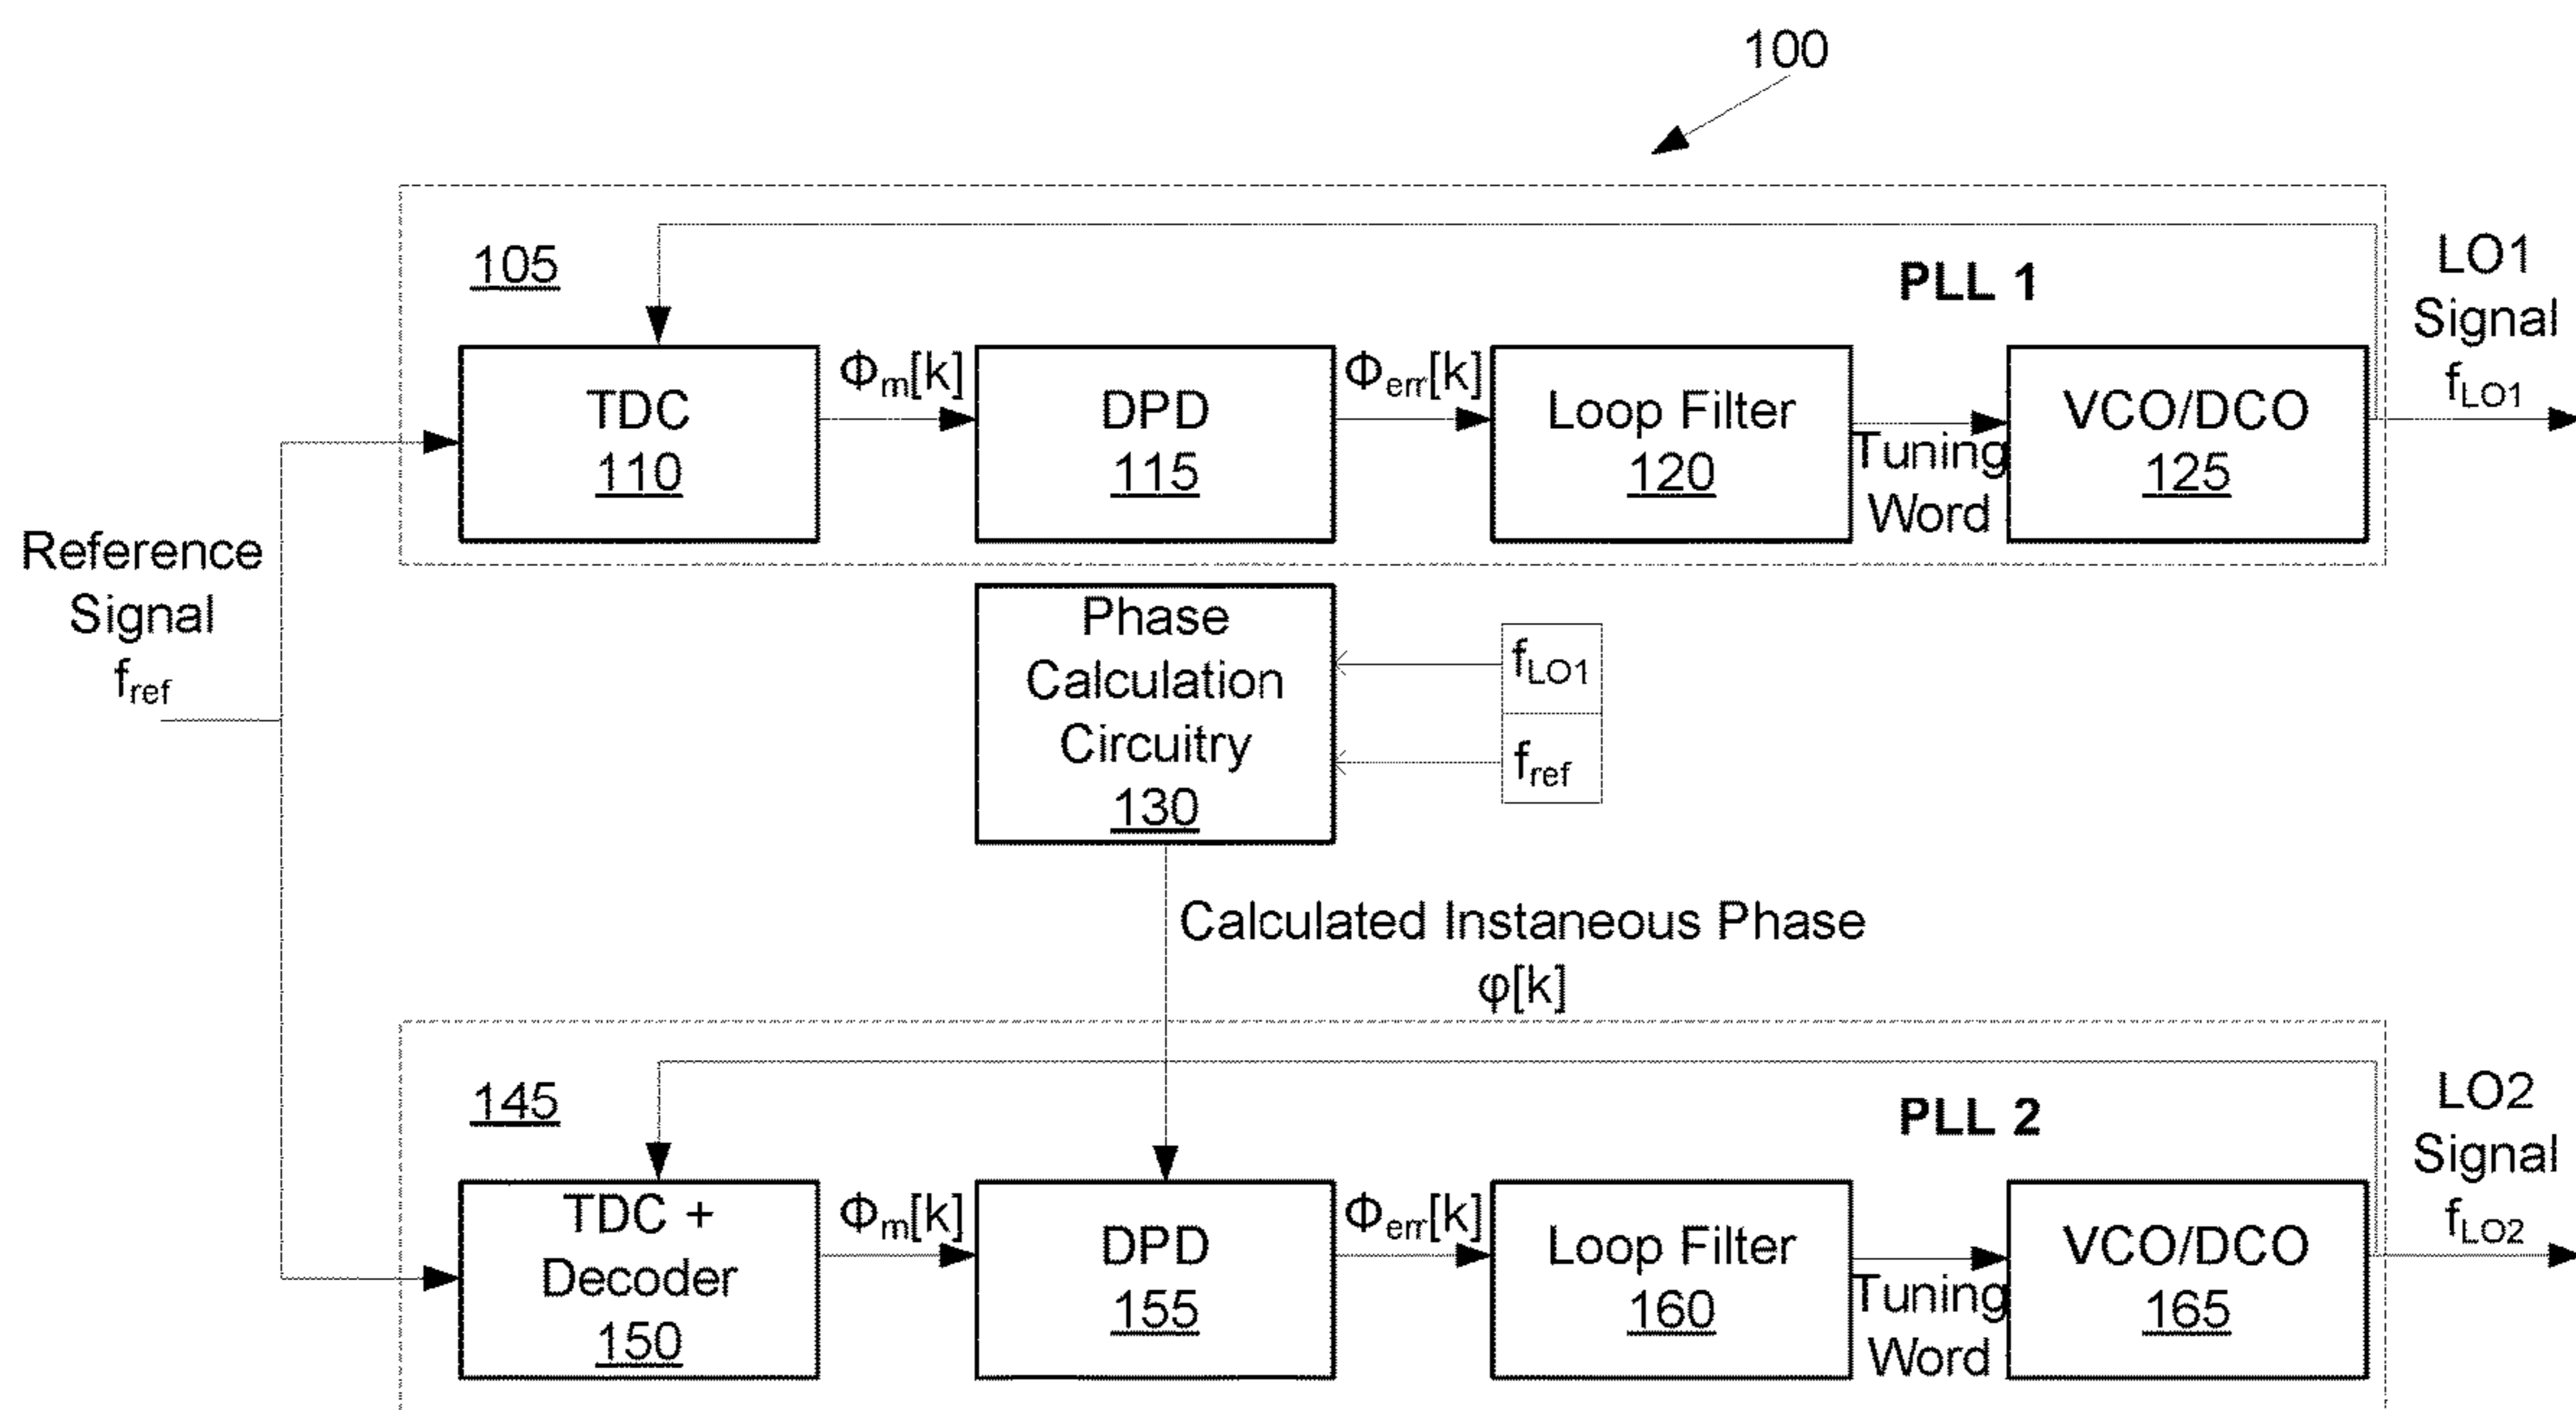 100
105
PLL 1
LO1
Signal
fLO1
TDC
110
Φm[k]
DPD
115
Φerr[k]
Loop Filter
120
Tuning
Word
VCO/DCO
125
Reference
Signal
fref
Phase
Calculation
Circuitry
130
fLO1
fref
Calculated Instaneous Phase
φ[k]
145
PLL 2
LO2
Signal
fLO2
TDC +
Decoder
150
Φm[k]
DPD
155
Φerr[k]
Loop Filter
160
Tuning
Word
VCO/DCO
165